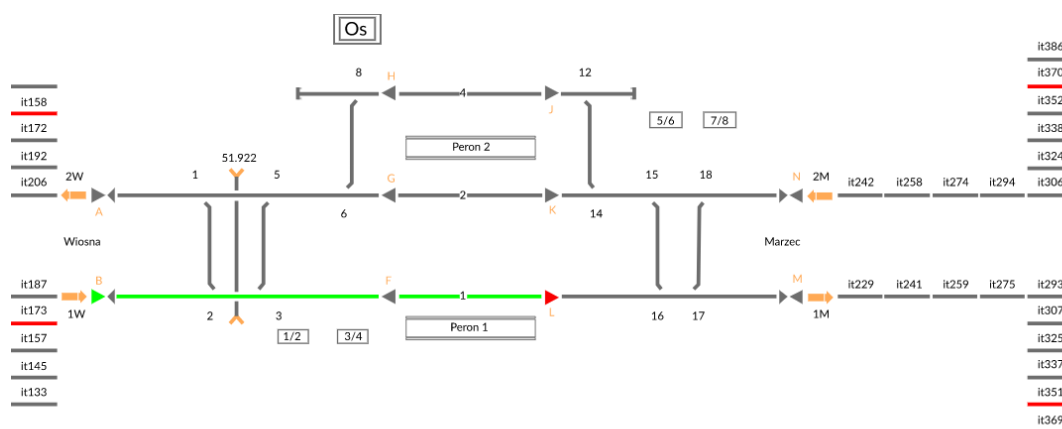 Os
it386
8
H
12
it370
it158
4
it352
J
5/6
7/8
it172
it338
Peron 2
it192
51.922
it324
it206
2W
1
5
G
15
18
N
2M
it242
it258
it274
it294
it306
2
A
6
K
14
Wiosna
Marzec
it187
B
F
M
it229
it241
it259
it275
it293
1
it173
1W
2
3
L
16
17
1M
it307
1/2
3/4
Peron 1
it157
it325
it145
it337
it133
it351
it369